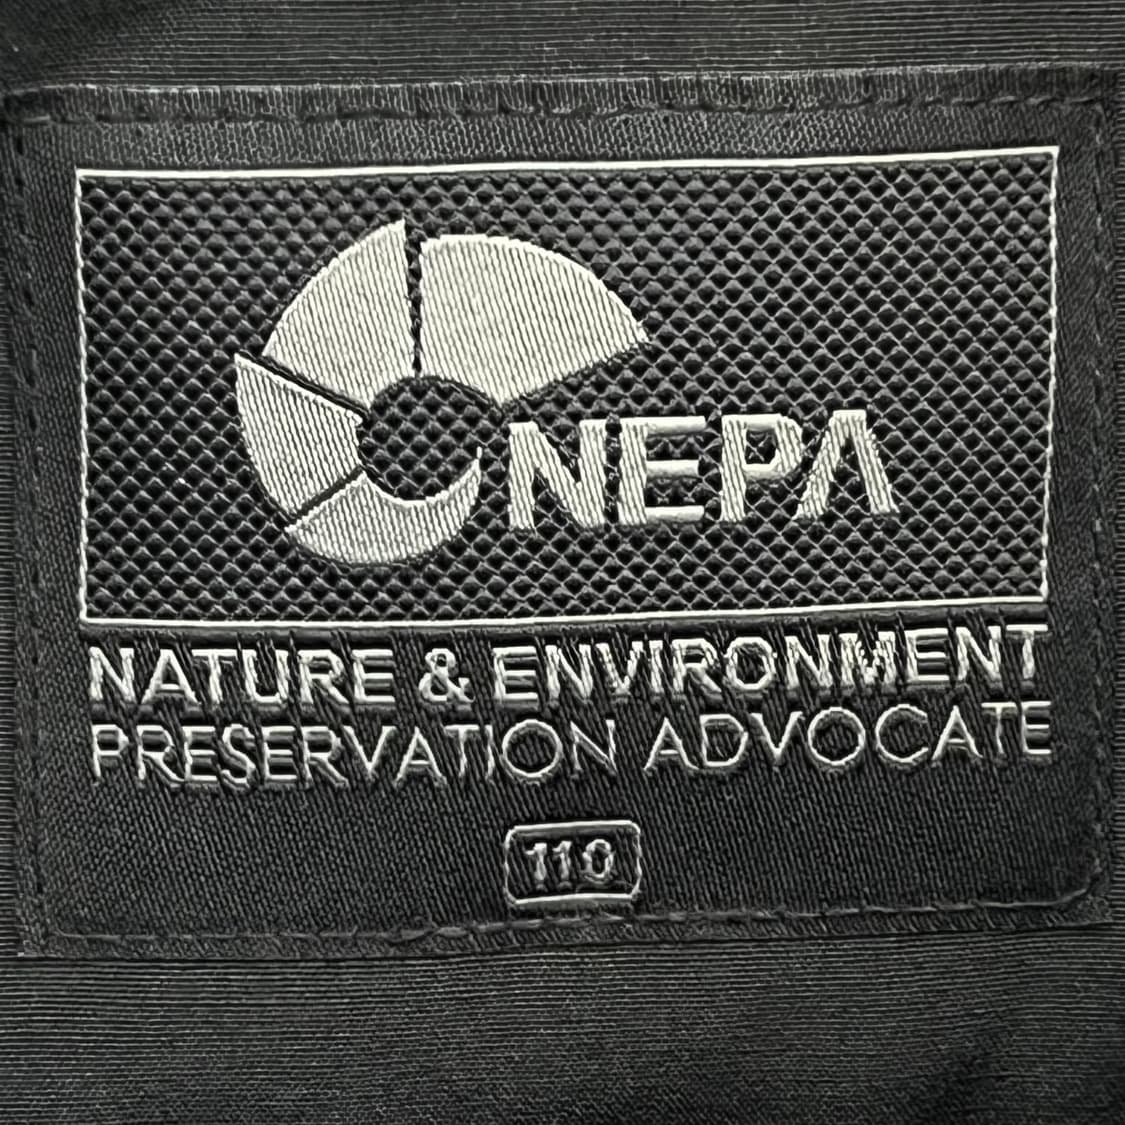 NEPA
NATURE & ENVIRONMENT
PRESERVATION ADVOCATE
110